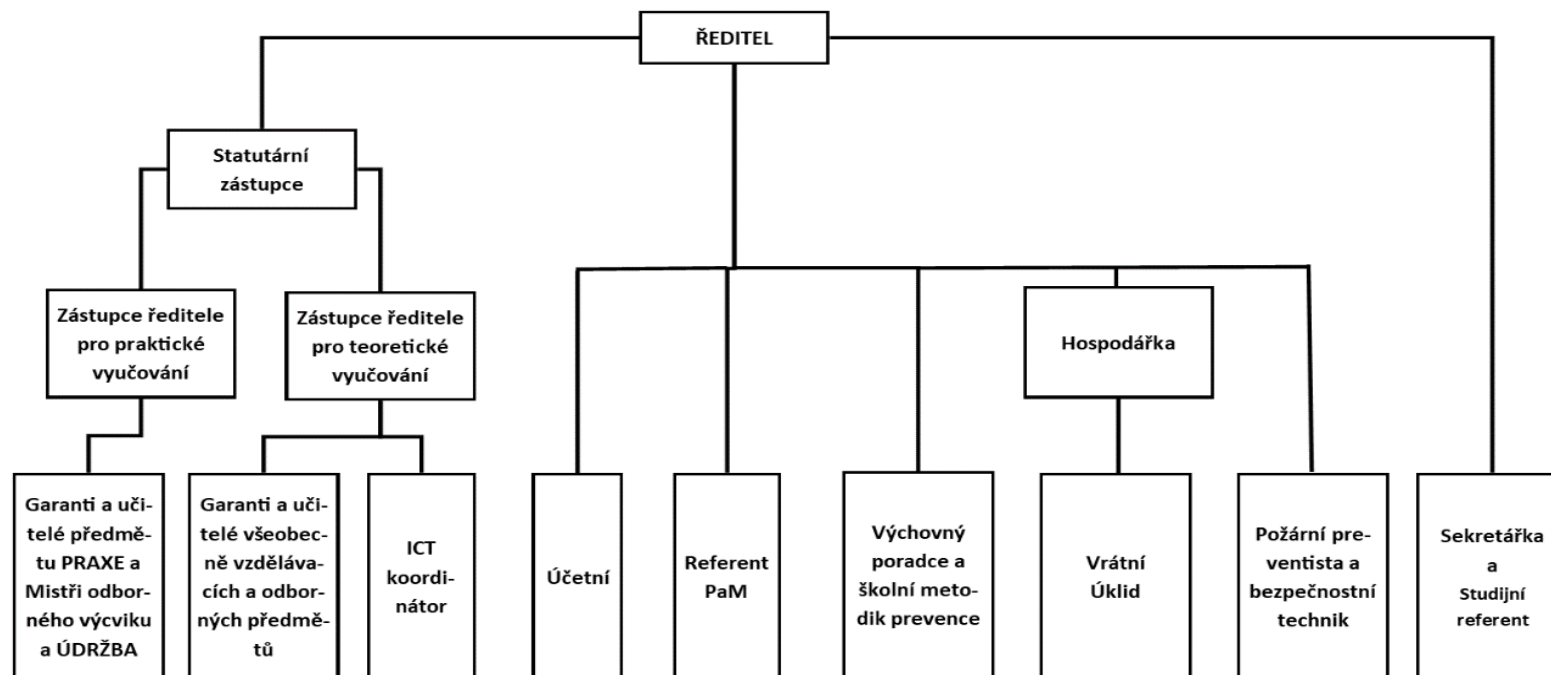 ŘEDITEL
Statutární
zástupce
Zástupce ředitele
pro praktické
vyučování
Zástupce ředitele
pro teoretické
vyučování
Hospodářka
Garanti a uči-
telé předmě-
tu PRAXE a
Mistři odbor-
ného výcviku
a ÚDRŽBA
Garanti a uči-
telé všeobec-
ně vzděláva-
cích a odbor-
ných předmě-
tů
ICT
koordi-
nátor
Účetní
Referent
PaM
Výchovný
poradce a
školní meto-
dik prevence
Vrátní
Úklid
Požární pre-
ventista a
bezpečnostní
technik
Sekretářka
a
Studijní
referent